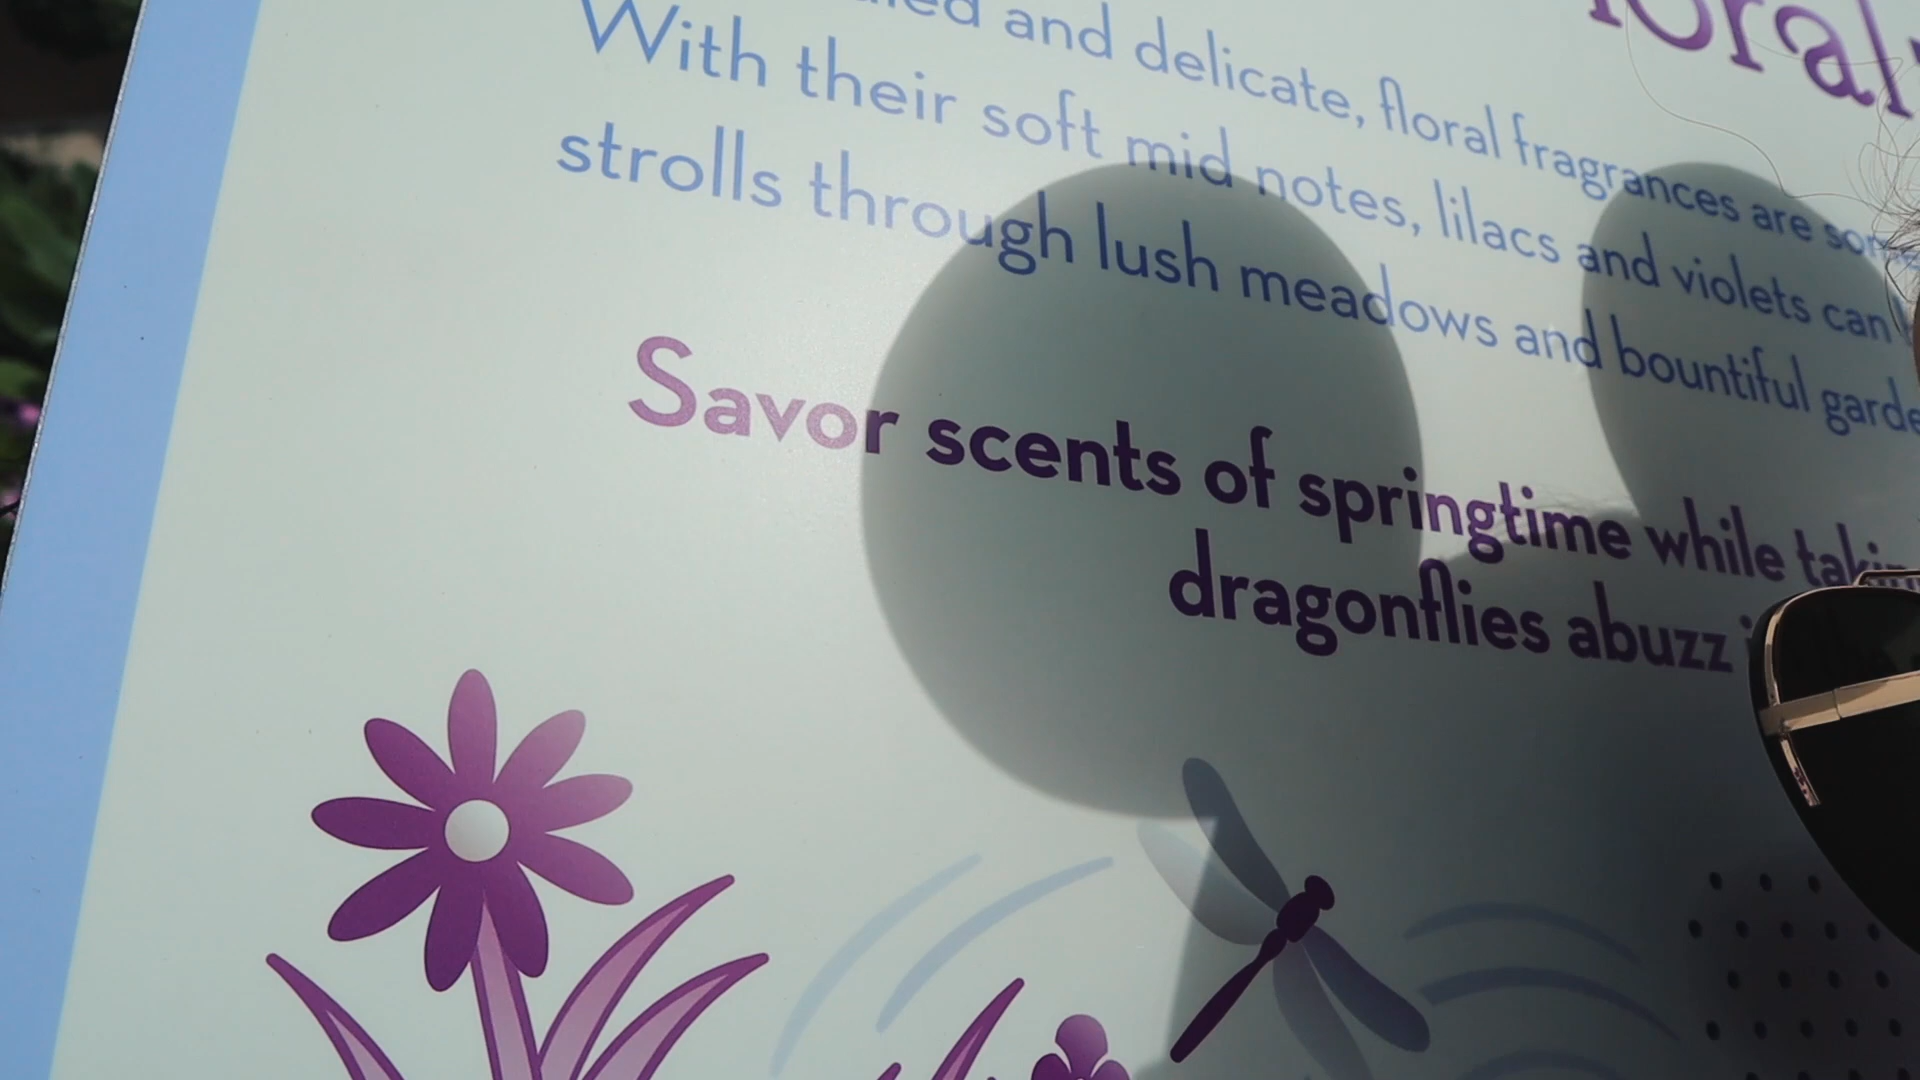 and delicate, floral fragrances are
With their soft mid notes, lilacs and violets can
strolls through lush meadows and bountiful
Savor scents of springtime while
dragonflies abuzz